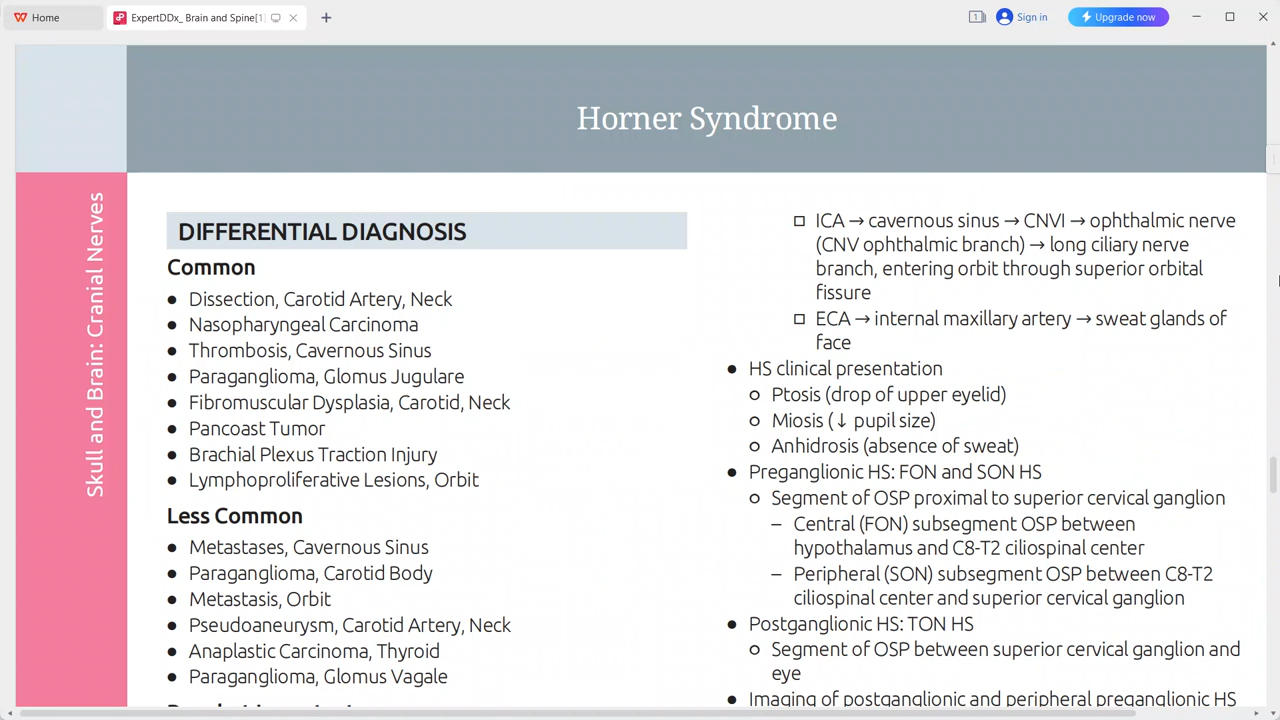 Home
ExpertDDx_ Brain and Spine[1]
1
Sign in
Upgrade now
Horner Syndrome
Skull and Brain: Cranial Nerves
DIFFERENTIAL DIAGNOSIS
Common
● Dissection, Carotid Artery, Neck
● Nasopharyngeal Carcinoma
● Thrombosis, Cavernous Sinus
● Paraganglioma, Glomus Jugulare
● Fibromuscular Dysplasia, Carotid, Neck
● Pancoast Tumor
● Brachial Plexus Traction Injury
● Lymphoproliferative Lesions, Orbit
Less Common
● Metastases, Cavernous Sinus
● Paraganglioma, Carotid Body
● Metastasis, Orbit
● Pseudoaneurysm, Carotid Artery, Neck
● Anaplastic Carcinoma, Thyroid
● Paraganglioma, Glomus Vagale
□ ICA → cavernous sinus → CNVI → ophthalmic nerve
(CNV ophthalmic branch) → long ciliary nerve
branch, entering orbit through superior orbital
fissure
□ ECA → internal maxillary artery → sweat glands of
face
● HS clinical presentation
○ Ptosis (drop of upper eyelid)
○ Miosis (↓ pupil size)
○ Anhidrosis (absence of sweat)
● Preganglionic HS: FON and SON HS
○ Segment of OSP proximal to superior cervical ganglion
– Central (FON) subsegment OSP between
hypothalamus and C8-T2 ciliospinal center
– Peripheral (SON) subsegment OSP between C8-T2
ciliospinal center and superior cervical ganglion
● Postganglionic HS: TON HS
○ Segment of OSP between superior cervical ganglion and
eye
● Imaging of postganglionic and peripheral preganglionic HS